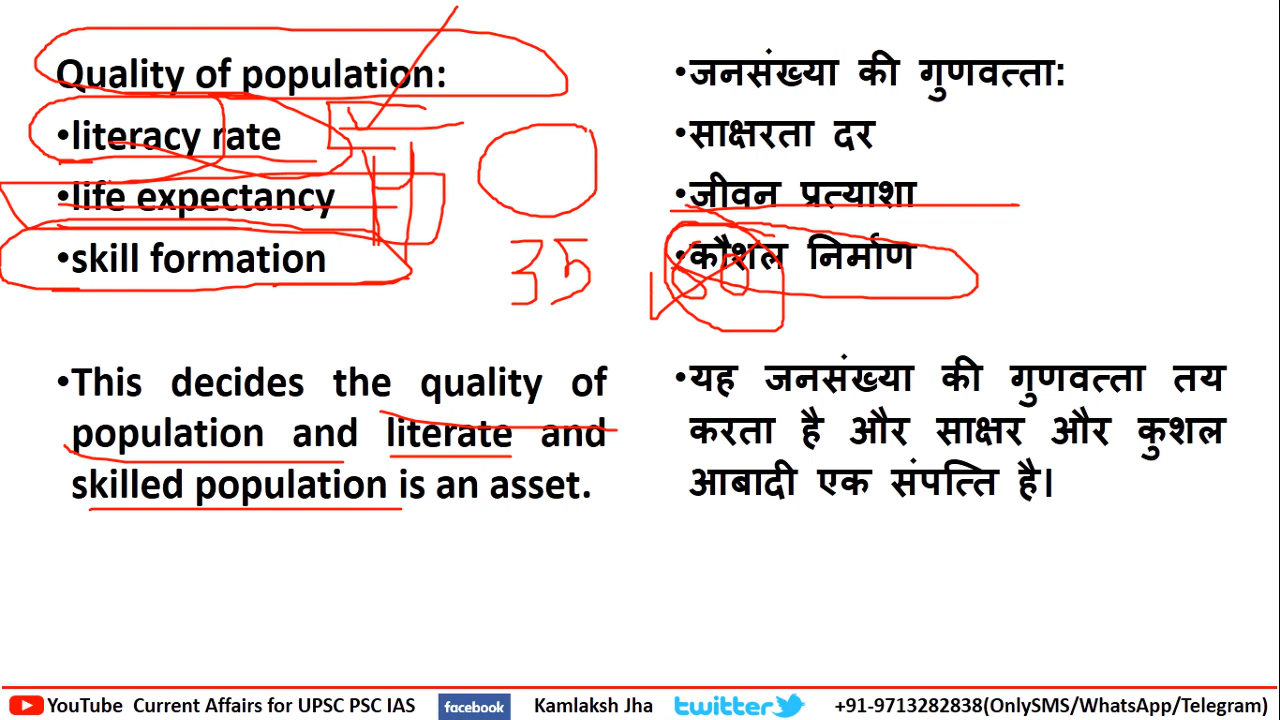 Quality of population:
•literacy rate
•life expectancy
•skill formation
35
•This decides the quality of
population and literate and
skilled population is an asset.
•जनसंख्या की गुणवत्ता:
•साक्षरता दर
•जीवन प्रत्याशा
•कौशल निर्माण
•यह जनसंख्या की गुणवत्ता तय
करता है और साक्षर और कुशल
आबादी एक संपत्ति है।
YouTube Current Affairs for UPSC PSC IAS facebook Kamlaksh Jha twitter +91-9713282838(OnlySMS/WhatsApp/Telegram)